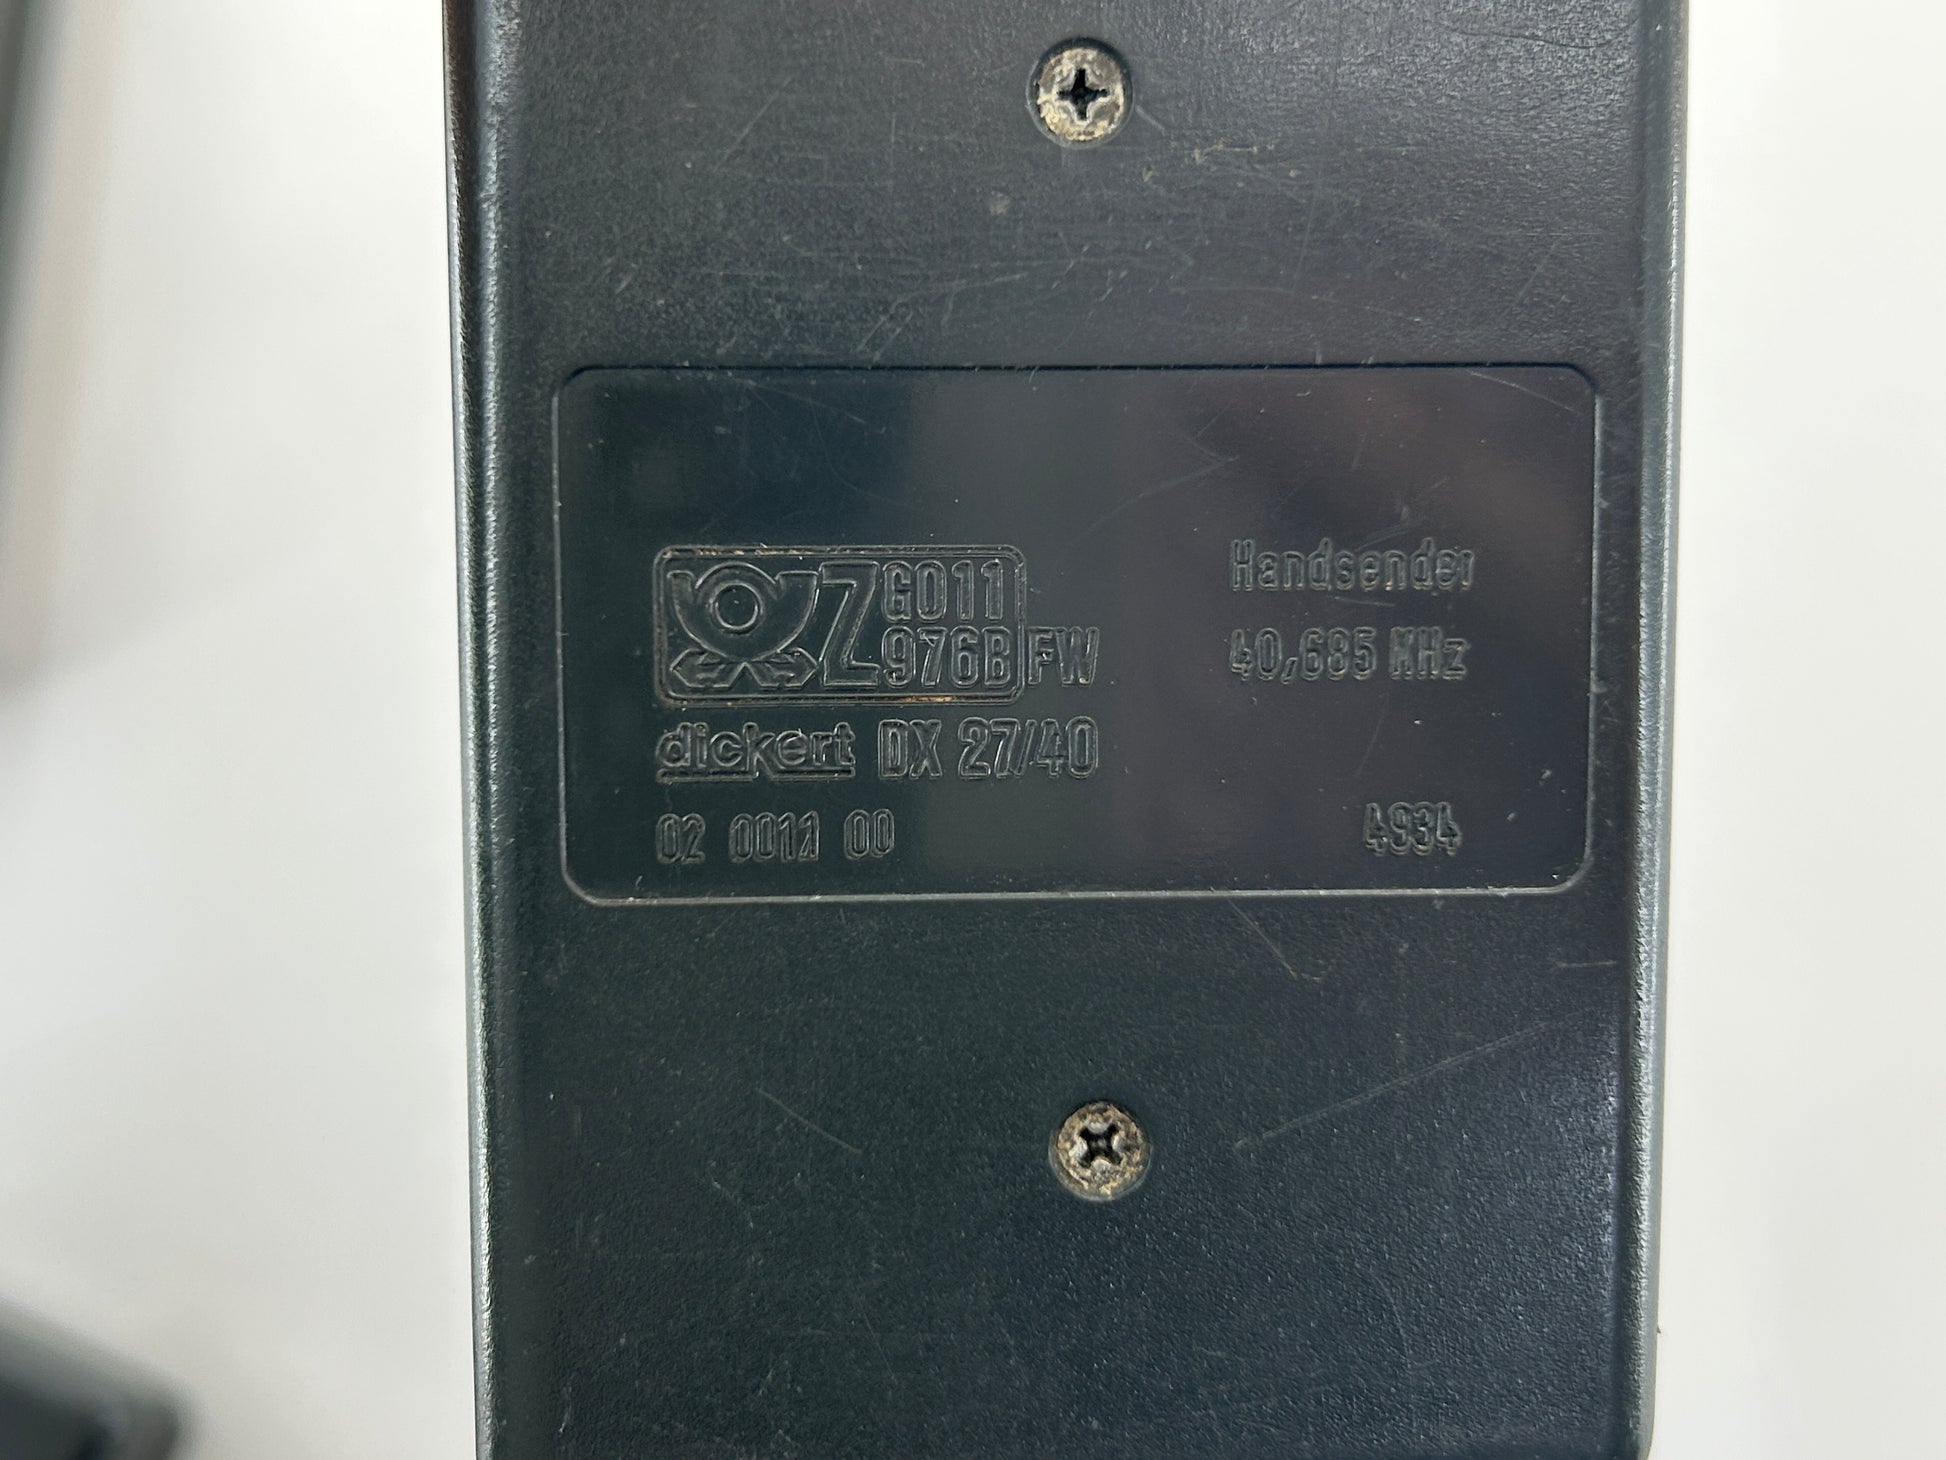 Z G011
976B FW
Handsender
40,685 MHz
dickert DX 27/40
02 0011 00
4934